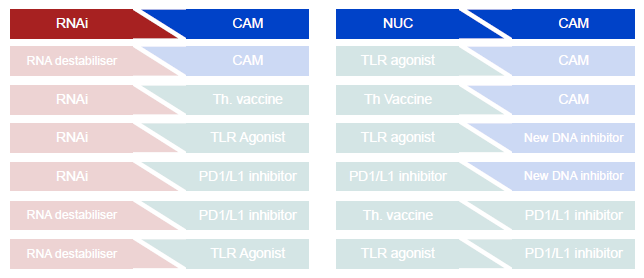 RNAi CAM NUC CAM
RNA destabiliser CAM TLR agonist CAM
RNAi Th. vaccine Th Vaccine CAM
RNAi TLR Agonist TLR agonist New DNA inhibitor
RNAi PD1/L1 inhibitor PD1/L1 inhibitor New DNA inhibitor
RNA destabiliser PD1/L1 inhibitor Th. vaccine PD1/L1 inhibitor
RNA destabiliser TLR Agonist TLR agonist PD1/L1 inhibitor